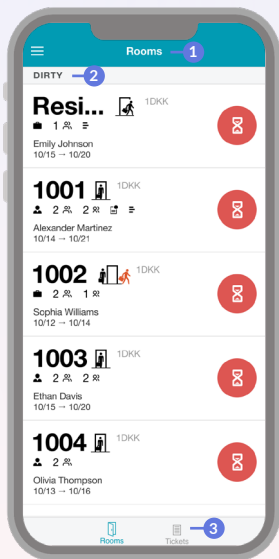 Rooms 1
DIRTY 2
Resi... 1DKK
1
Emily Johnson
10/15 → 10/20
1001 1DKK
2 2
Alexander Martinez
10/14 → 10/21
1002 1DKK
2 1
Sophia Williams
10/12 → 10/14
1003 1DKK
2 2
Ethan Davis
10/15 → 10/20
1004 1DKK
2
Olivia Thompson
10/13 → 10/16
3
Rooms Tickets